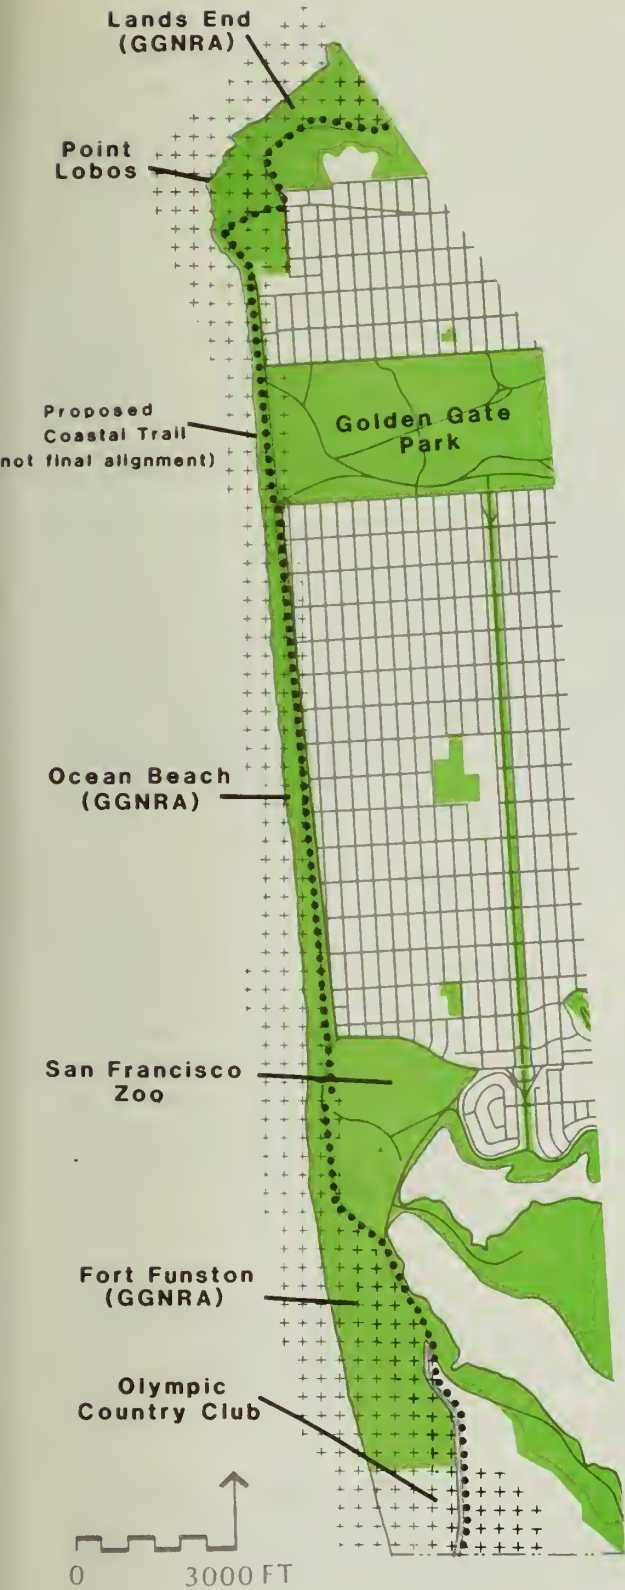 Lands End
(GGNRA)
Point
Lobos
Proposed
Coastal Trail
not final alignment)
Golden Gate
Park
Ocean Beach
(GGNRA)
San Francisco
Zoo
Fort Funston
(GGNRA)
Olympic
Country Club
0 3000 FT